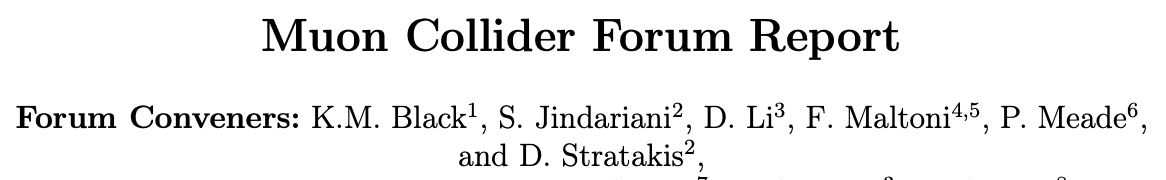 Muon Collider Forum Report
Forum Conveners: K.M. Black¹, S. Jindariani², D. Li³, F. Maltoni⁴,⁵, P. Meade⁶,
and D. Stratakis²,